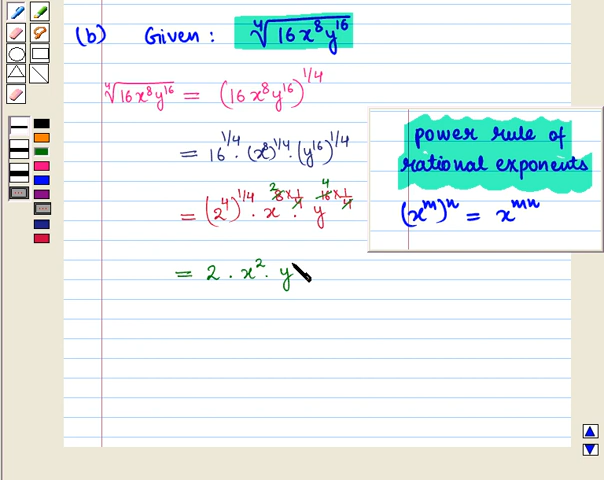 (b) Given : ∜(16x⁸y¹⁶)
∜(16x⁸y¹⁶) = (16x⁸y¹⁶)^1/4
= 16^1/4 · (x⁸)^1/4 · (y¹⁶)^1/4
= (2⁴)^1/4 · x^(8×1/4) · y^(16×1/4) 2 4
= 2 · x² · y
power rule of
rational exponents
(x^m)^n = x^mn